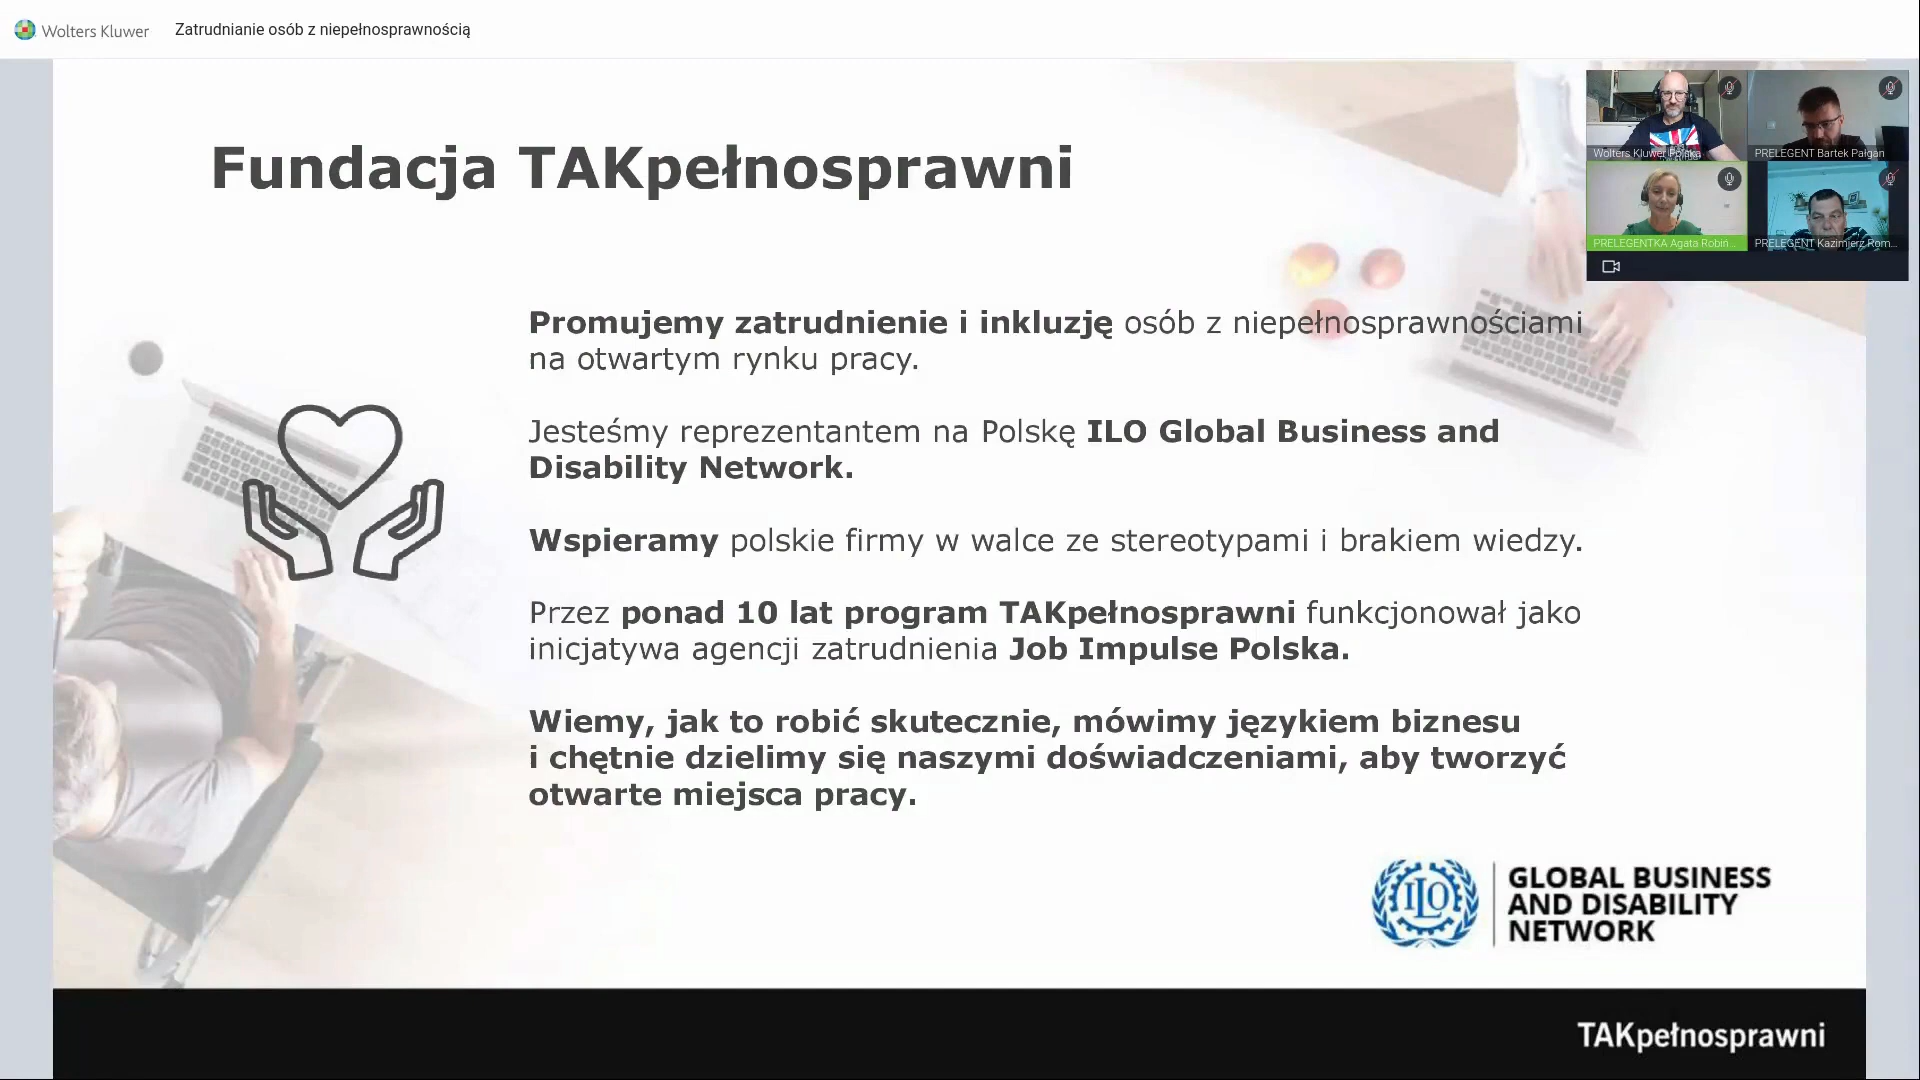 Wolters Kluwer
Zatrudnianie osób z niepełnosprawnością
Fundacja TAKpełnosprawni
Wolters Kluwer Polska
PRELEGENT Bartek Pałgan
PRELEGENTKA Agata Robiń...
PRELEGENT Kazimierz Rom...
Promujemy zatrudnienie i inkluzję osób z niepełnosprawnościami
na otwartym rynku pracy.
Jesteśmy reprezentantem na Polskę ILO Global Business and
Disability Network.
Wspieramy polskie firmy w walce ze stereotypami i brakiem wiedzy.
Przez ponad 10 lat program TAKpełnosprawni funkcjonował jako
inicjatywa agencji zatrudnienia Job Impulse Polska.
Wiemy, jak to robić skutecznie, mówimy językiem biznesu
i chętnie dzielimy się naszymi doświadczeniami, aby tworzyć
otwarte miejsca pracy.
ILO
GLOBAL BUSINESS
AND DISABILITY
NETWORK
TAKpełnosprawni